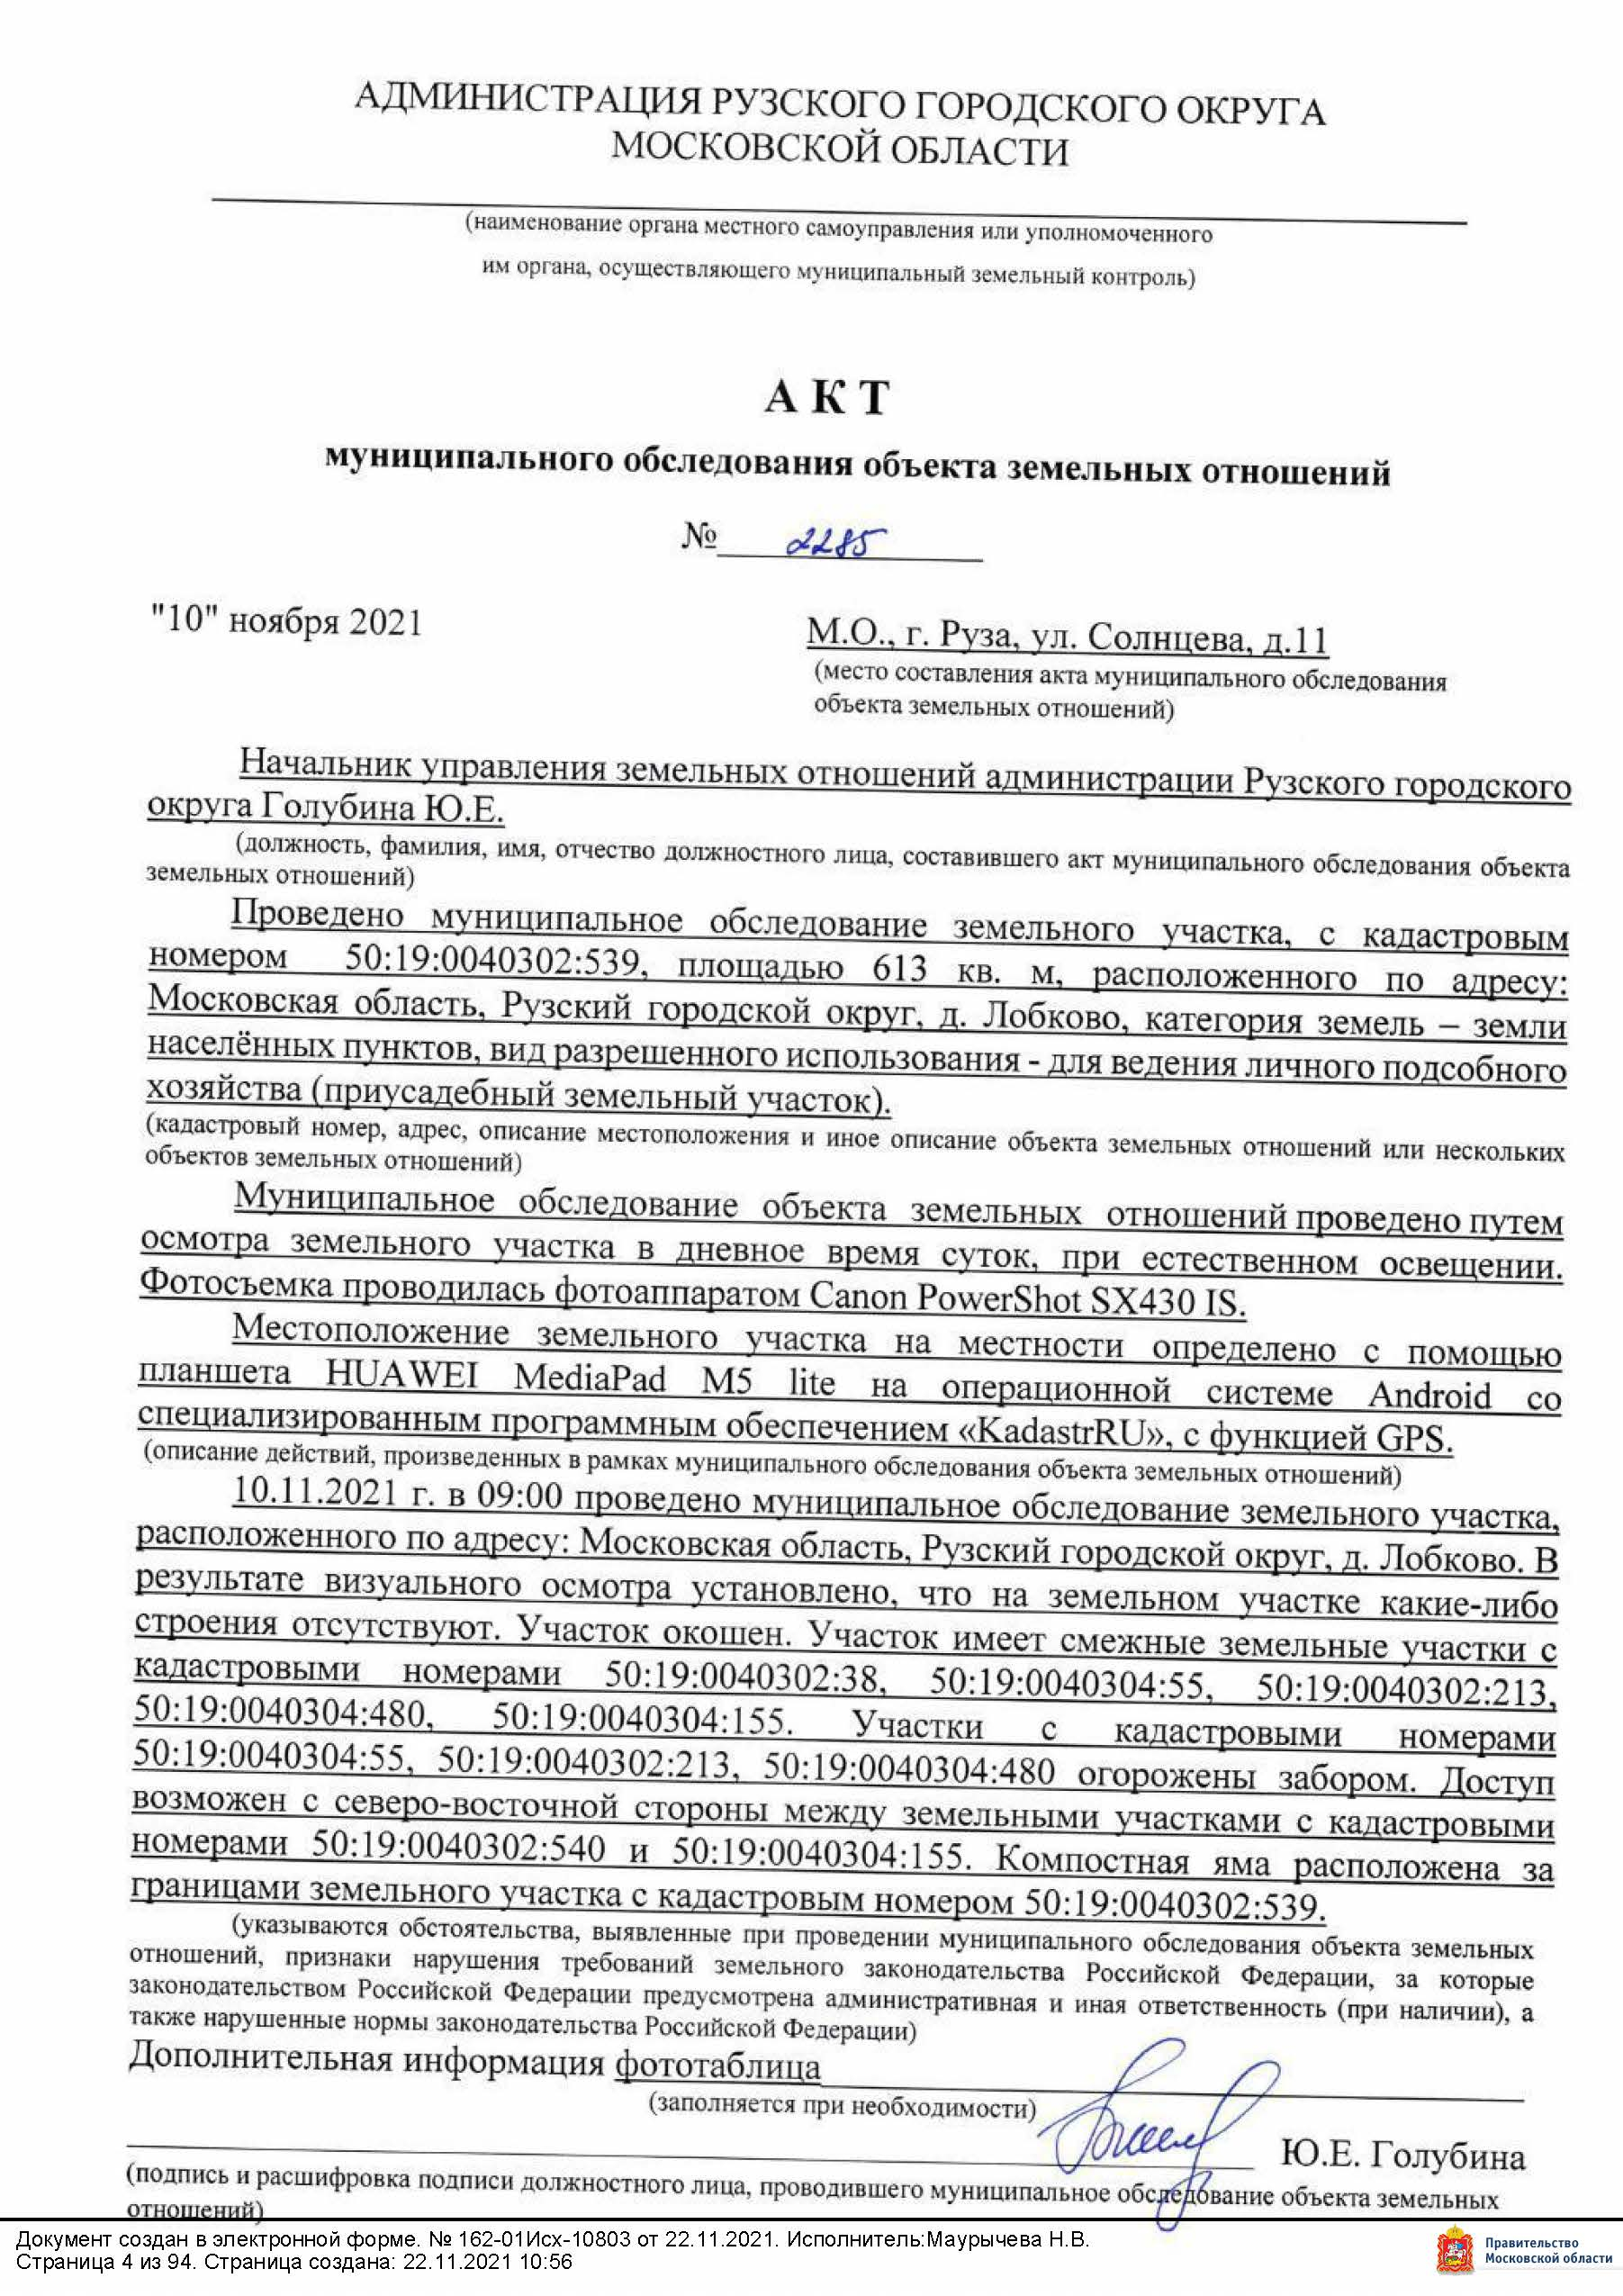 АДМИНИСТРАЦИЯ РУЗСКОГО ГОРОДСКОГО ОКРУГА
МОСКОВСКОЙ ОБЛАСТИ
(наименование органа местного самоуправления или уполномоченного
им органа, осуществляющего муниципальный земельный контроль)
А К Т
муниципального обследования объекта земельных отношений
№ 2285
"10" ноября 2021
М.О., г. Руза, ул. Солнцева, д.11
(место составления акта муниципального обследования
объекта земельных отношений)
Начальник управления земельных отношений администрации Рузского городского
округа Голубина Ю.Е.
(должность, фамилия, имя, отчество должностного лица, составившего акт муниципального обследования объекта
земельных отношений)
Проведено муниципальное обследование земельного участка, с кадастровым
номером 50:19:0040302:539, площадью 613 кв. м, расположенного по адресу:
Московская область, Рузский городской округ, д. Лобково, категория земель – земли
населённых пунктов, вид разрешенного использования - для ведения личного подсобного
хозяйства (приусадебный земельный участок).
(кадастровый номер, адрес, описание местоположения и иное описание объекта земельных отношений или нескольких
объектов земельных отношений)
Муниципальное обследование объекта земельных отношений проведено путем
осмотра земельного участка в дневное время суток, при естественном освещении.
Фотосъемка проводилась фотоаппаратом Canon PowerShot SX430 IS.
Местоположение земельного участка на местности определено с помощью
планшета HUAWEI MediaPad M5 lite на операционной системе Android со
специализированным программным обеспечением «KadastrRU», с функцией GPS.
(описание действий, произведенных в рамках муниципального обследования объекта земельных отношений)
10.11.2021 г. в 09:00 проведено муниципальное обследование земельного участка,
расположенного по адресу: Московская область, Рузский городской округ, д. Лобково. В
результате визуального осмотра установлено, что на земельном участке какие-либо
строения отсутствуют. Участок окошен. Участок имеет смежные земельные участки с
кадастровыми номерами 50:19:0040302:38, 50:19:0040304:55, 50:19:0040302:213,
50:19:0040304:480, 50:19:0040304:155. Участки с кадастровыми номерами
50:19:0040304:55, 50:19:0040302:213, 50:19:0040304:480 огорожены забором. Доступ
возможен с северо-восточной стороны между земельными участками с кадастровыми
номерами 50:19:0040302:540 и 50:19:0040304:155. Компостная яма расположена за
границами земельного участка с кадастровым номером 50:19:0040302:539.
(указываются обстоятельства, выявленные при проведении муниципального обследования объекта земельных
отношений, признаки нарушения требований земельного законодательства Российской Федерации, за которые
законодательством Российской Федерации предусмотрена административная и иная ответственность (при наличии), а
также нарушенные нормы законодательства Российской Федерации)
Дополнительная информация фототаблица
(заполняется при необходимости)
Ю.Е. Голубина
(подпись и расшифровка подписи должностного лица, проводившего муниципальное обследование объекта земельных
отношений)
Документ создан в электронной форме. № 162-01Исх-10803 от 22.11.2021. Исполнитель:Маурычева Н.В.
Страница 4 из 94. Страница создана: 22.11.2021 10:56
Правительство
Московской области